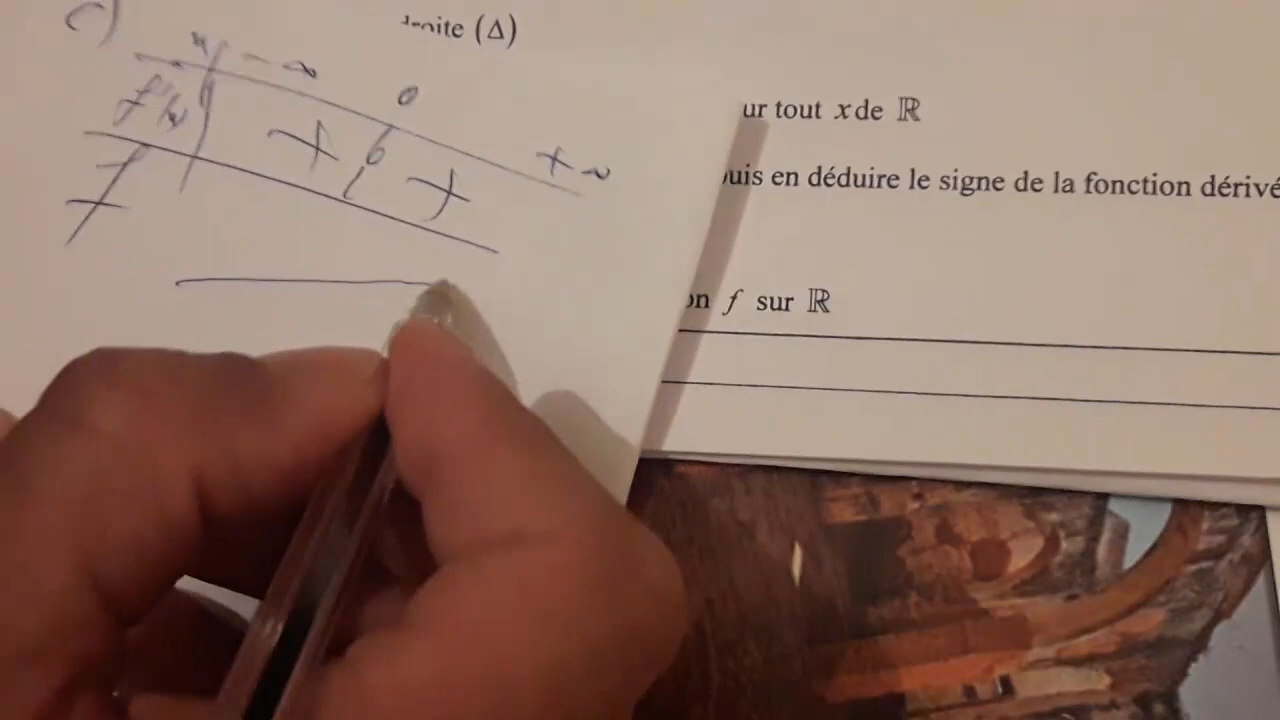 c)
x -∞ 0 +∞
f'(x) + 0 +
f
droite (Δ)
ur tout x de ℝ
uis en déduire le signe de la fonction dérivé
on f sur ℝ